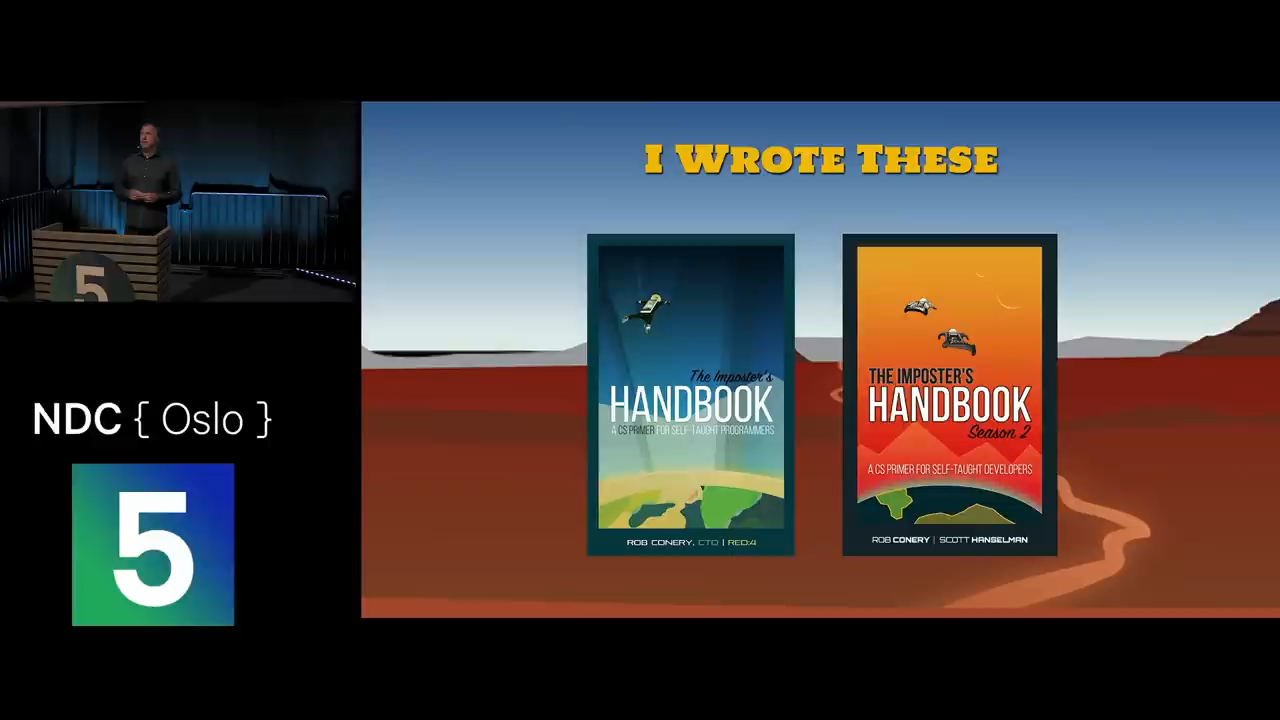 5
NDC { Oslo }
5
I WROTE THESE
The Imposter's
HANDBOOK
A CS PRIMER FOR SELF-TAUGHT PROGRAMMERS
ROB CONERY, CTO | RED:4
THE IMPOSTER'S
HANDBOOK
Season 2
A CS PRIMER FOR SELF-TAUGHT DEVELOPERS
ROB CONERY | SCOTT HANSELMAN